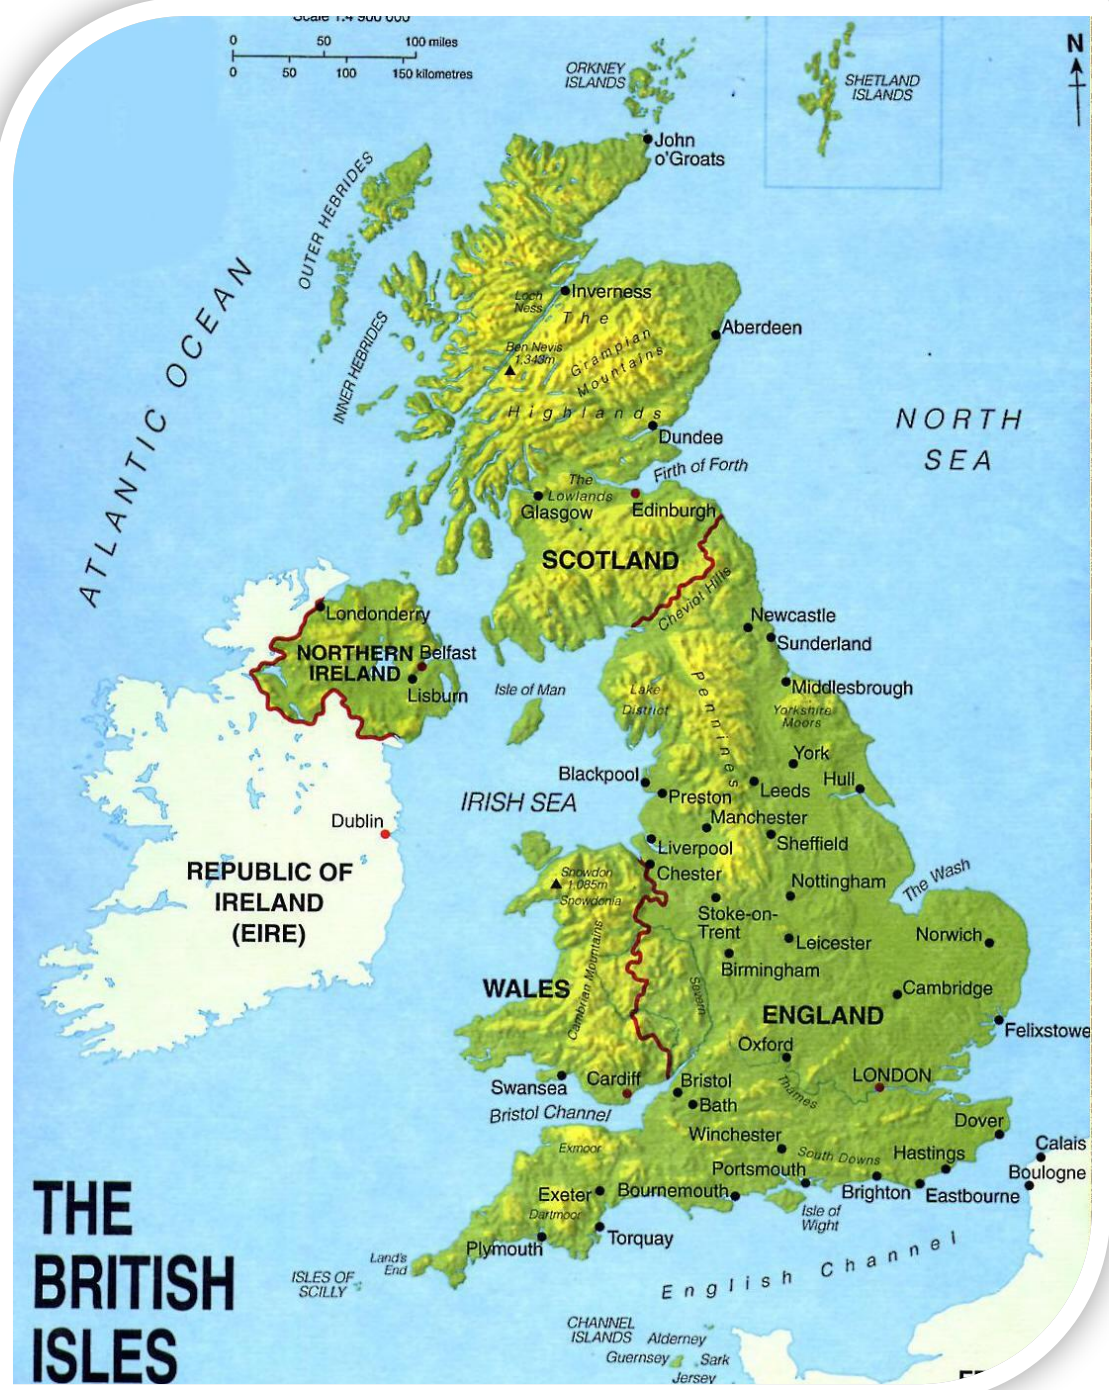 Scale 1:4 900 000
0 50 100 miles
0 50 100 150 kilometres
N
ORKNEY
ISLANDS
SHETLAND
ISLANDS
John
o'Groats
OUTER HEBRIDES
INNER HEBRIDES
ATLANTIC OCEAN
Loch
Ness
Inverness
The
Grampian
Mountains
Ben Nevis
1,343m
Highlands
Aberdeen
Dundee
NORTH
SEA
Firth of Forth
The
Lowlands
Glasgow
Edinburgh
SCOTLAND
Cheviot Hills
Londonderry
NORTHERN
IRELAND
Belfast
Lisburn
Isle of Man
Lake
District
Pennines
Newcastle
Sunderland
Middlesbrough
Yorkshire
Moors
York
Hull
Leeds
Blackpool
Preston
IRISH SEA
Manchester
Liverpool
Sheffield
Chester
Dublin
REPUBLIC OF
IRELAND
(EIRE)
Snowdon
1,085m
Snowdonia
Nottingham
The Wash
Stoke-on-
Trent
Leicester
Norwich
Birmingham
Cambrian Mountains
WALES
Severn
Cambridge
ENGLAND
Felixstowe
Oxford
LONDON
Thames
Swansea
Cardiff
Bristol
Bath
Bristol Channel
Winchester
South Downs
Dover
Hastings
Calais
Boulogne
Exmoor
Portsmouth
Exeter
Bournemouth
Brighton
Eastbourne
Dartmoor
Isle of
Wight
Plymouth
Torquay
Land's
End
ISLES OF
SCILLY
English Channel
THE
BRITISH
ISLES
CHANNEL
ISLANDS
Alderney
Guernsey
Sark
Jersey